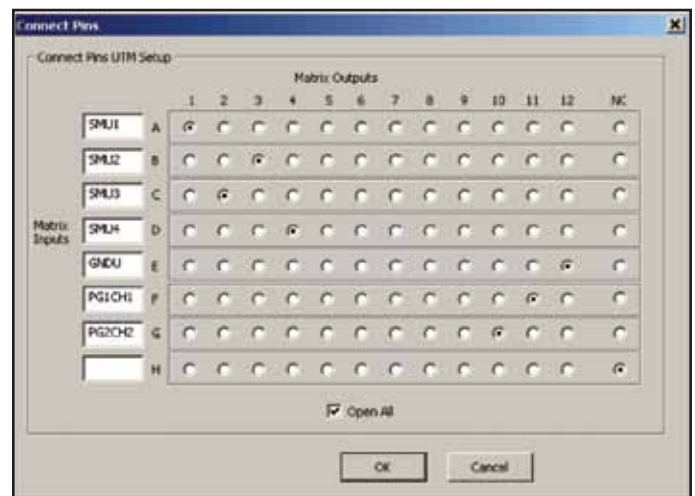 Connect Pins
Connect Pins UTM Setup
Matrix Outputs
1 2 3 4 5 6 7 8 9 10 11 12 NC
SMU1 A
SMU2 B
SMU3 C
Matrix Inputs
SMU4 D
GNDU E
PG1CH1 F
PG2CH2 G
H
Open All
OK Cancel